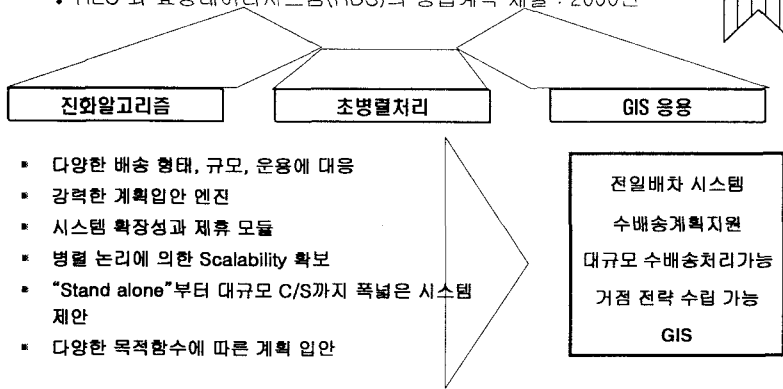 진화알고리즘
초병렬처리
GIS 응용
▪ 다양한 배송 형태, 규모, 운용에 대응
▪ 강력한 계획입안 엔진
▪ 시스템 확장성과 제휴 모듈
▪ 병렬 논리에 의한 Scalability 확보
▪ “Stand alone”부터 대규모 C/S까지 폭넓은 시스템
제안
▪ 다양한 목적함수에 따른 계획 입안
전일배차 시스템
수배송계획지원
대규모 수배송처리가능
거점 전략 수립 가능
GIS